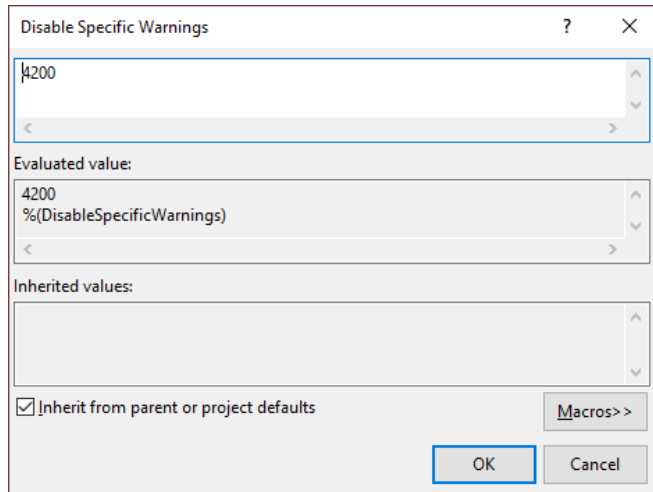 Disable Specific Warnings
?
4200
Evaluated value:
4200
%(DisableSpecificWarnings)
Inherited values:
Inherit from parent or project defaults
Macros>>
OK
Cancel